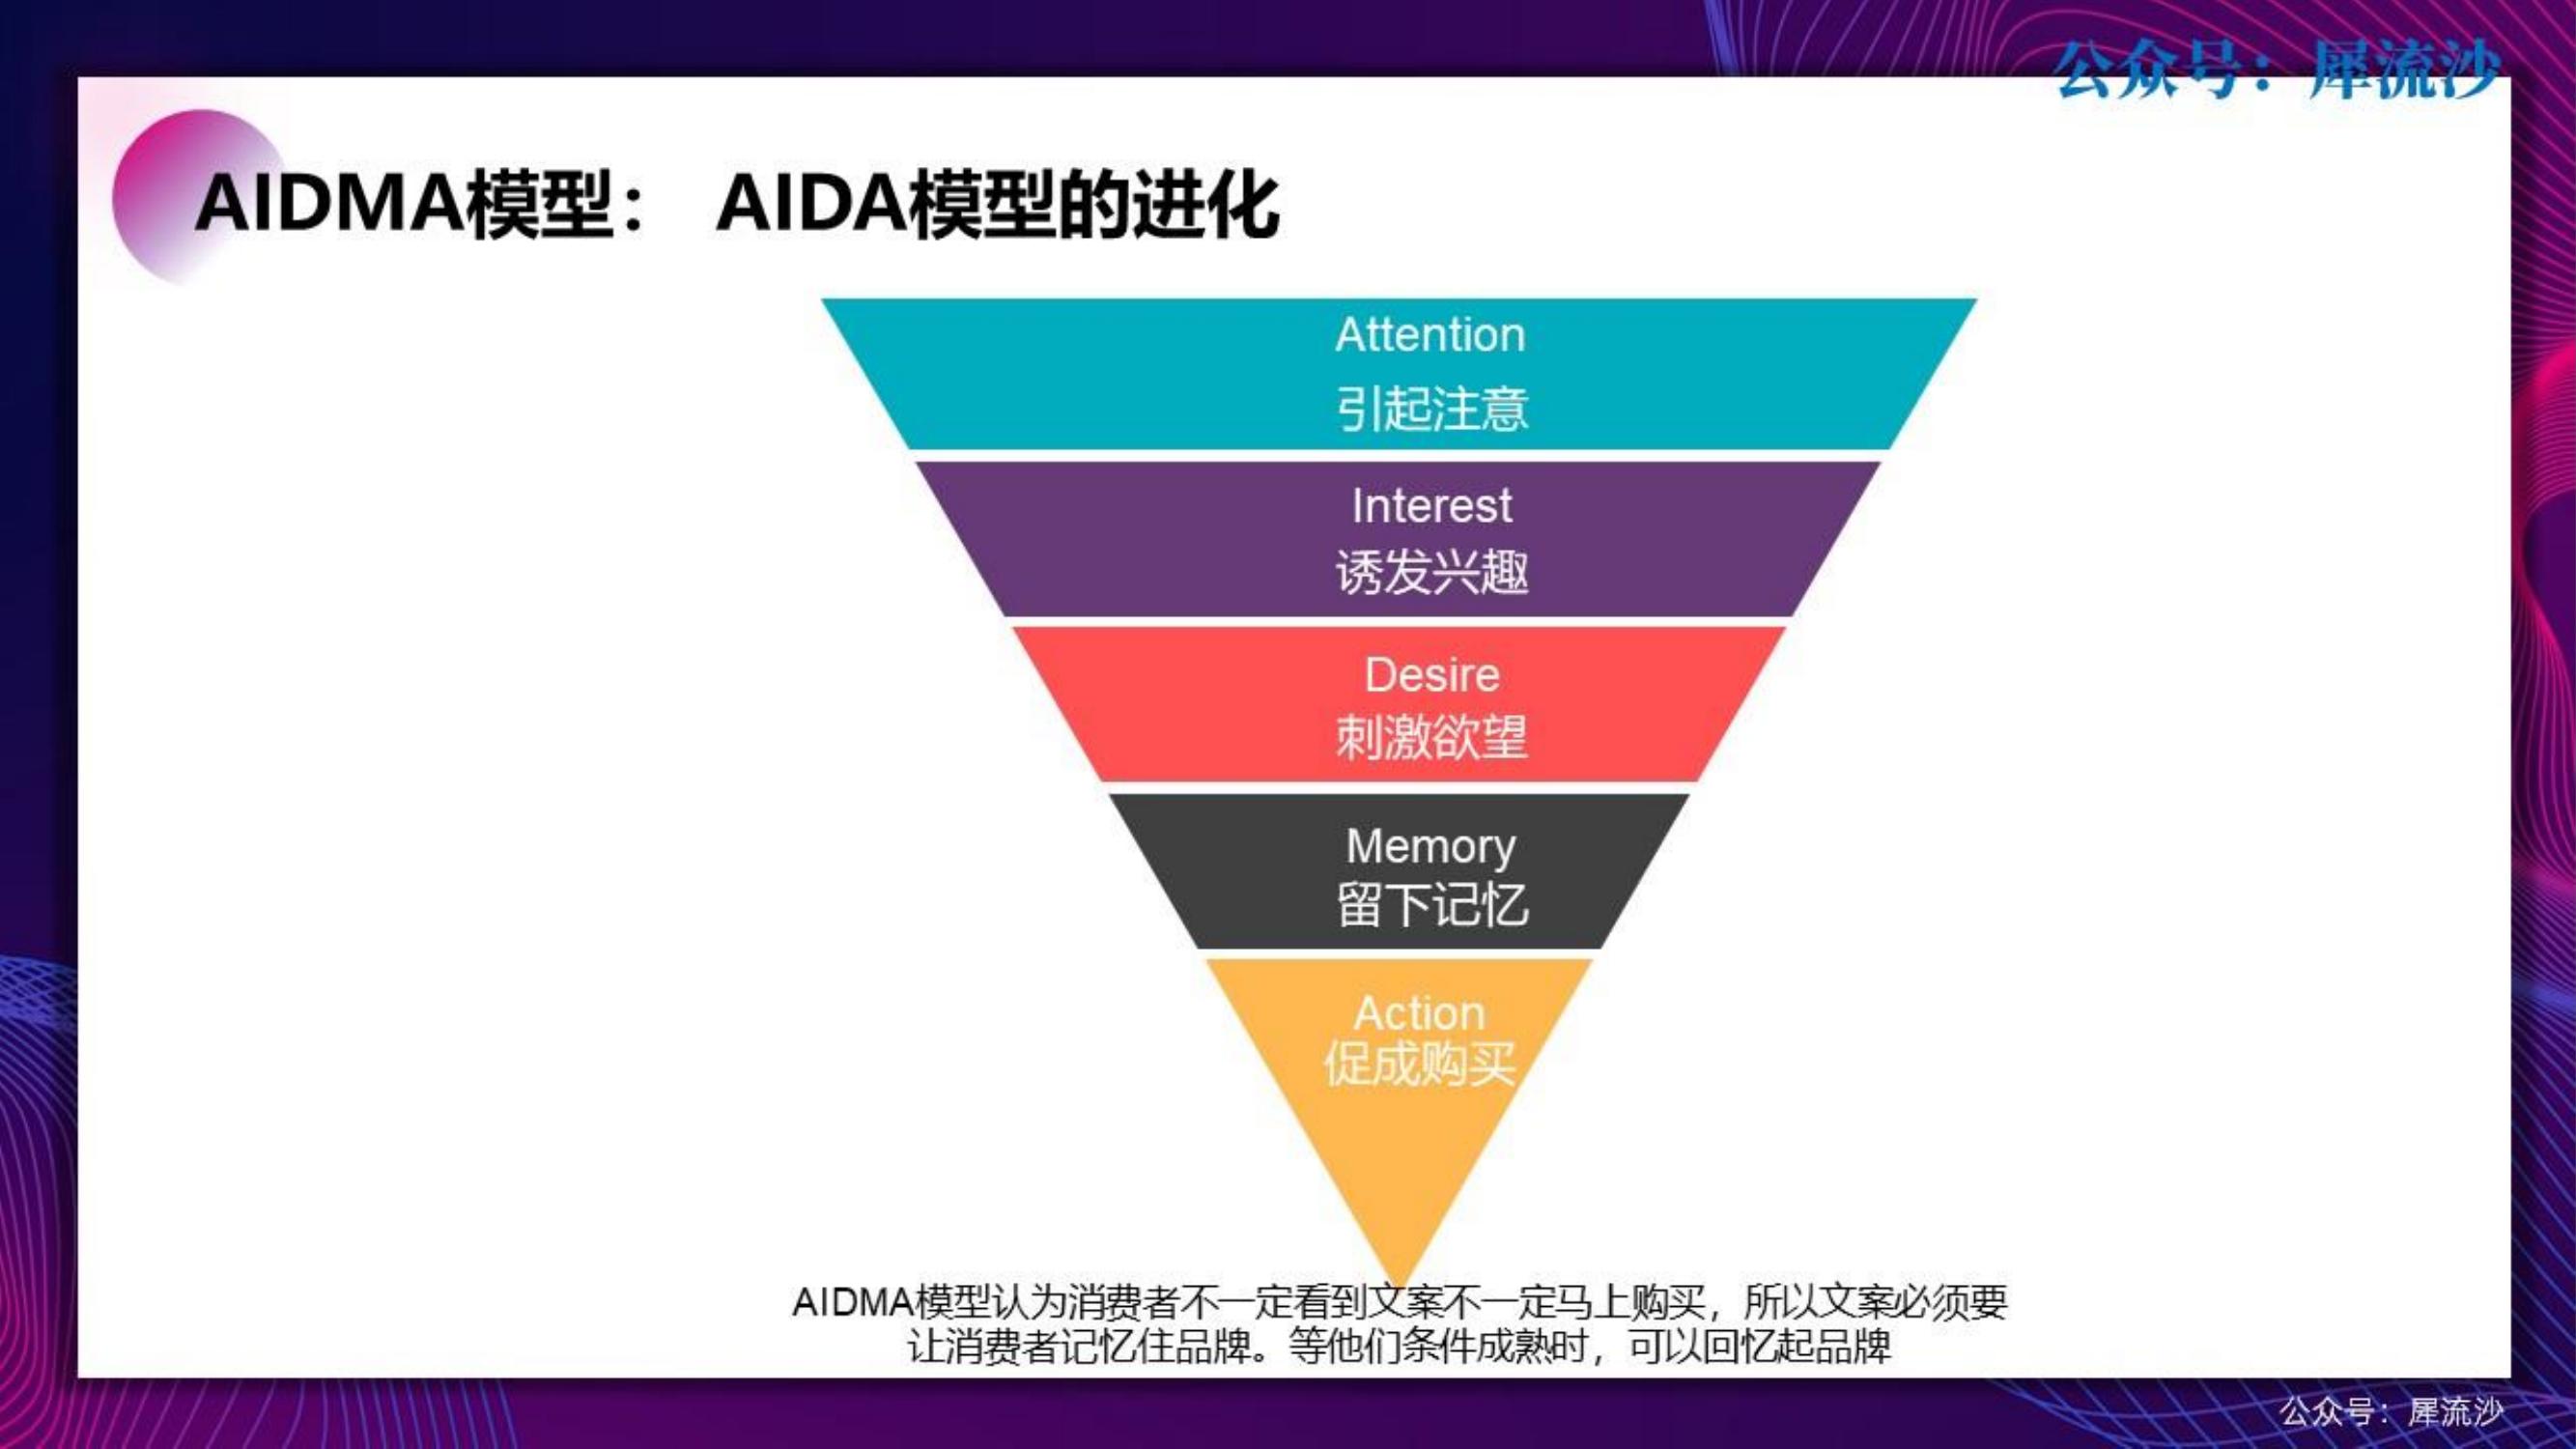 公众号：犀流沙
AIDMA模型： AIDA模型的进化
Attention
引起注意
Interest
诱发兴趣
Desire
刺激欲望
Memory
留下记忆
Action
促成购买
AIDMA模型认为消费者不一定看到文案不一定马上购买，所以文案必须要
让消费者记忆住品牌。等他们条件成熟时，可以回忆起品牌
公众号：犀流沙